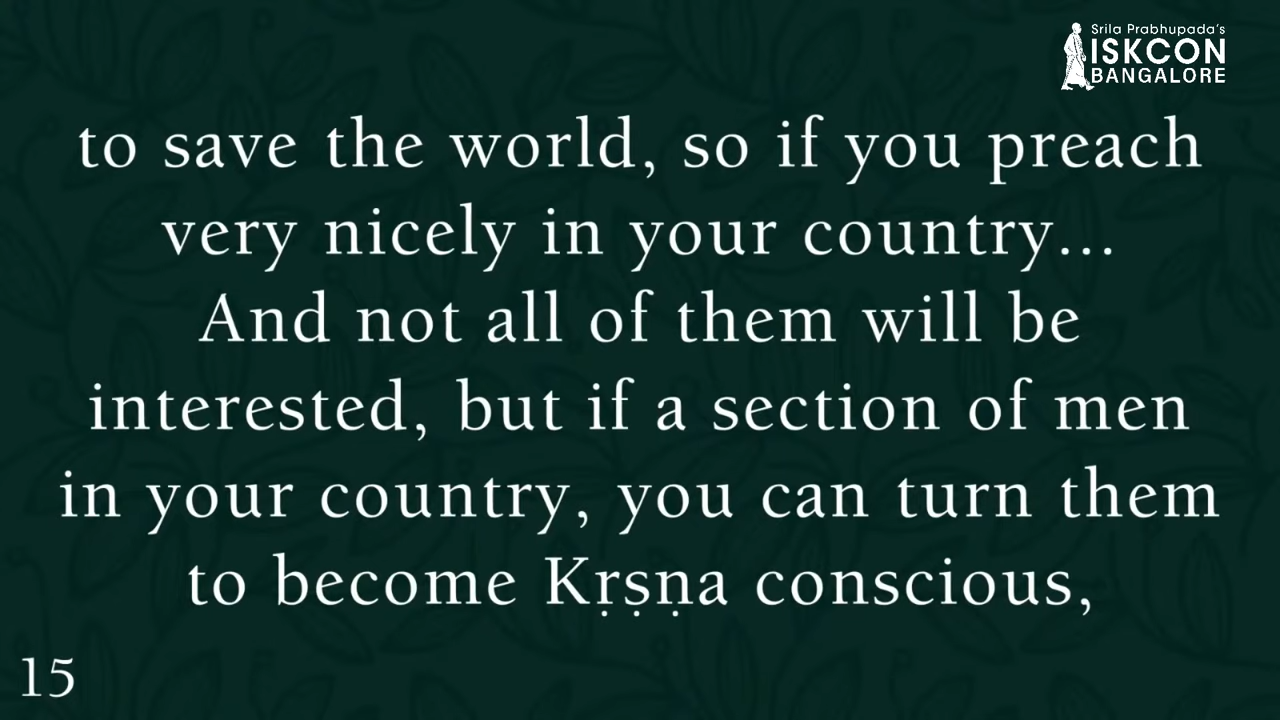 Srila Prabhupada's
ISKCON
BANGALORE
to save the world, so if you preach
very nicely in your country...
And not all of them will be
interested, but if a section of men
in your country, you can turn them
to become Kṛṣṇa conscious,
15